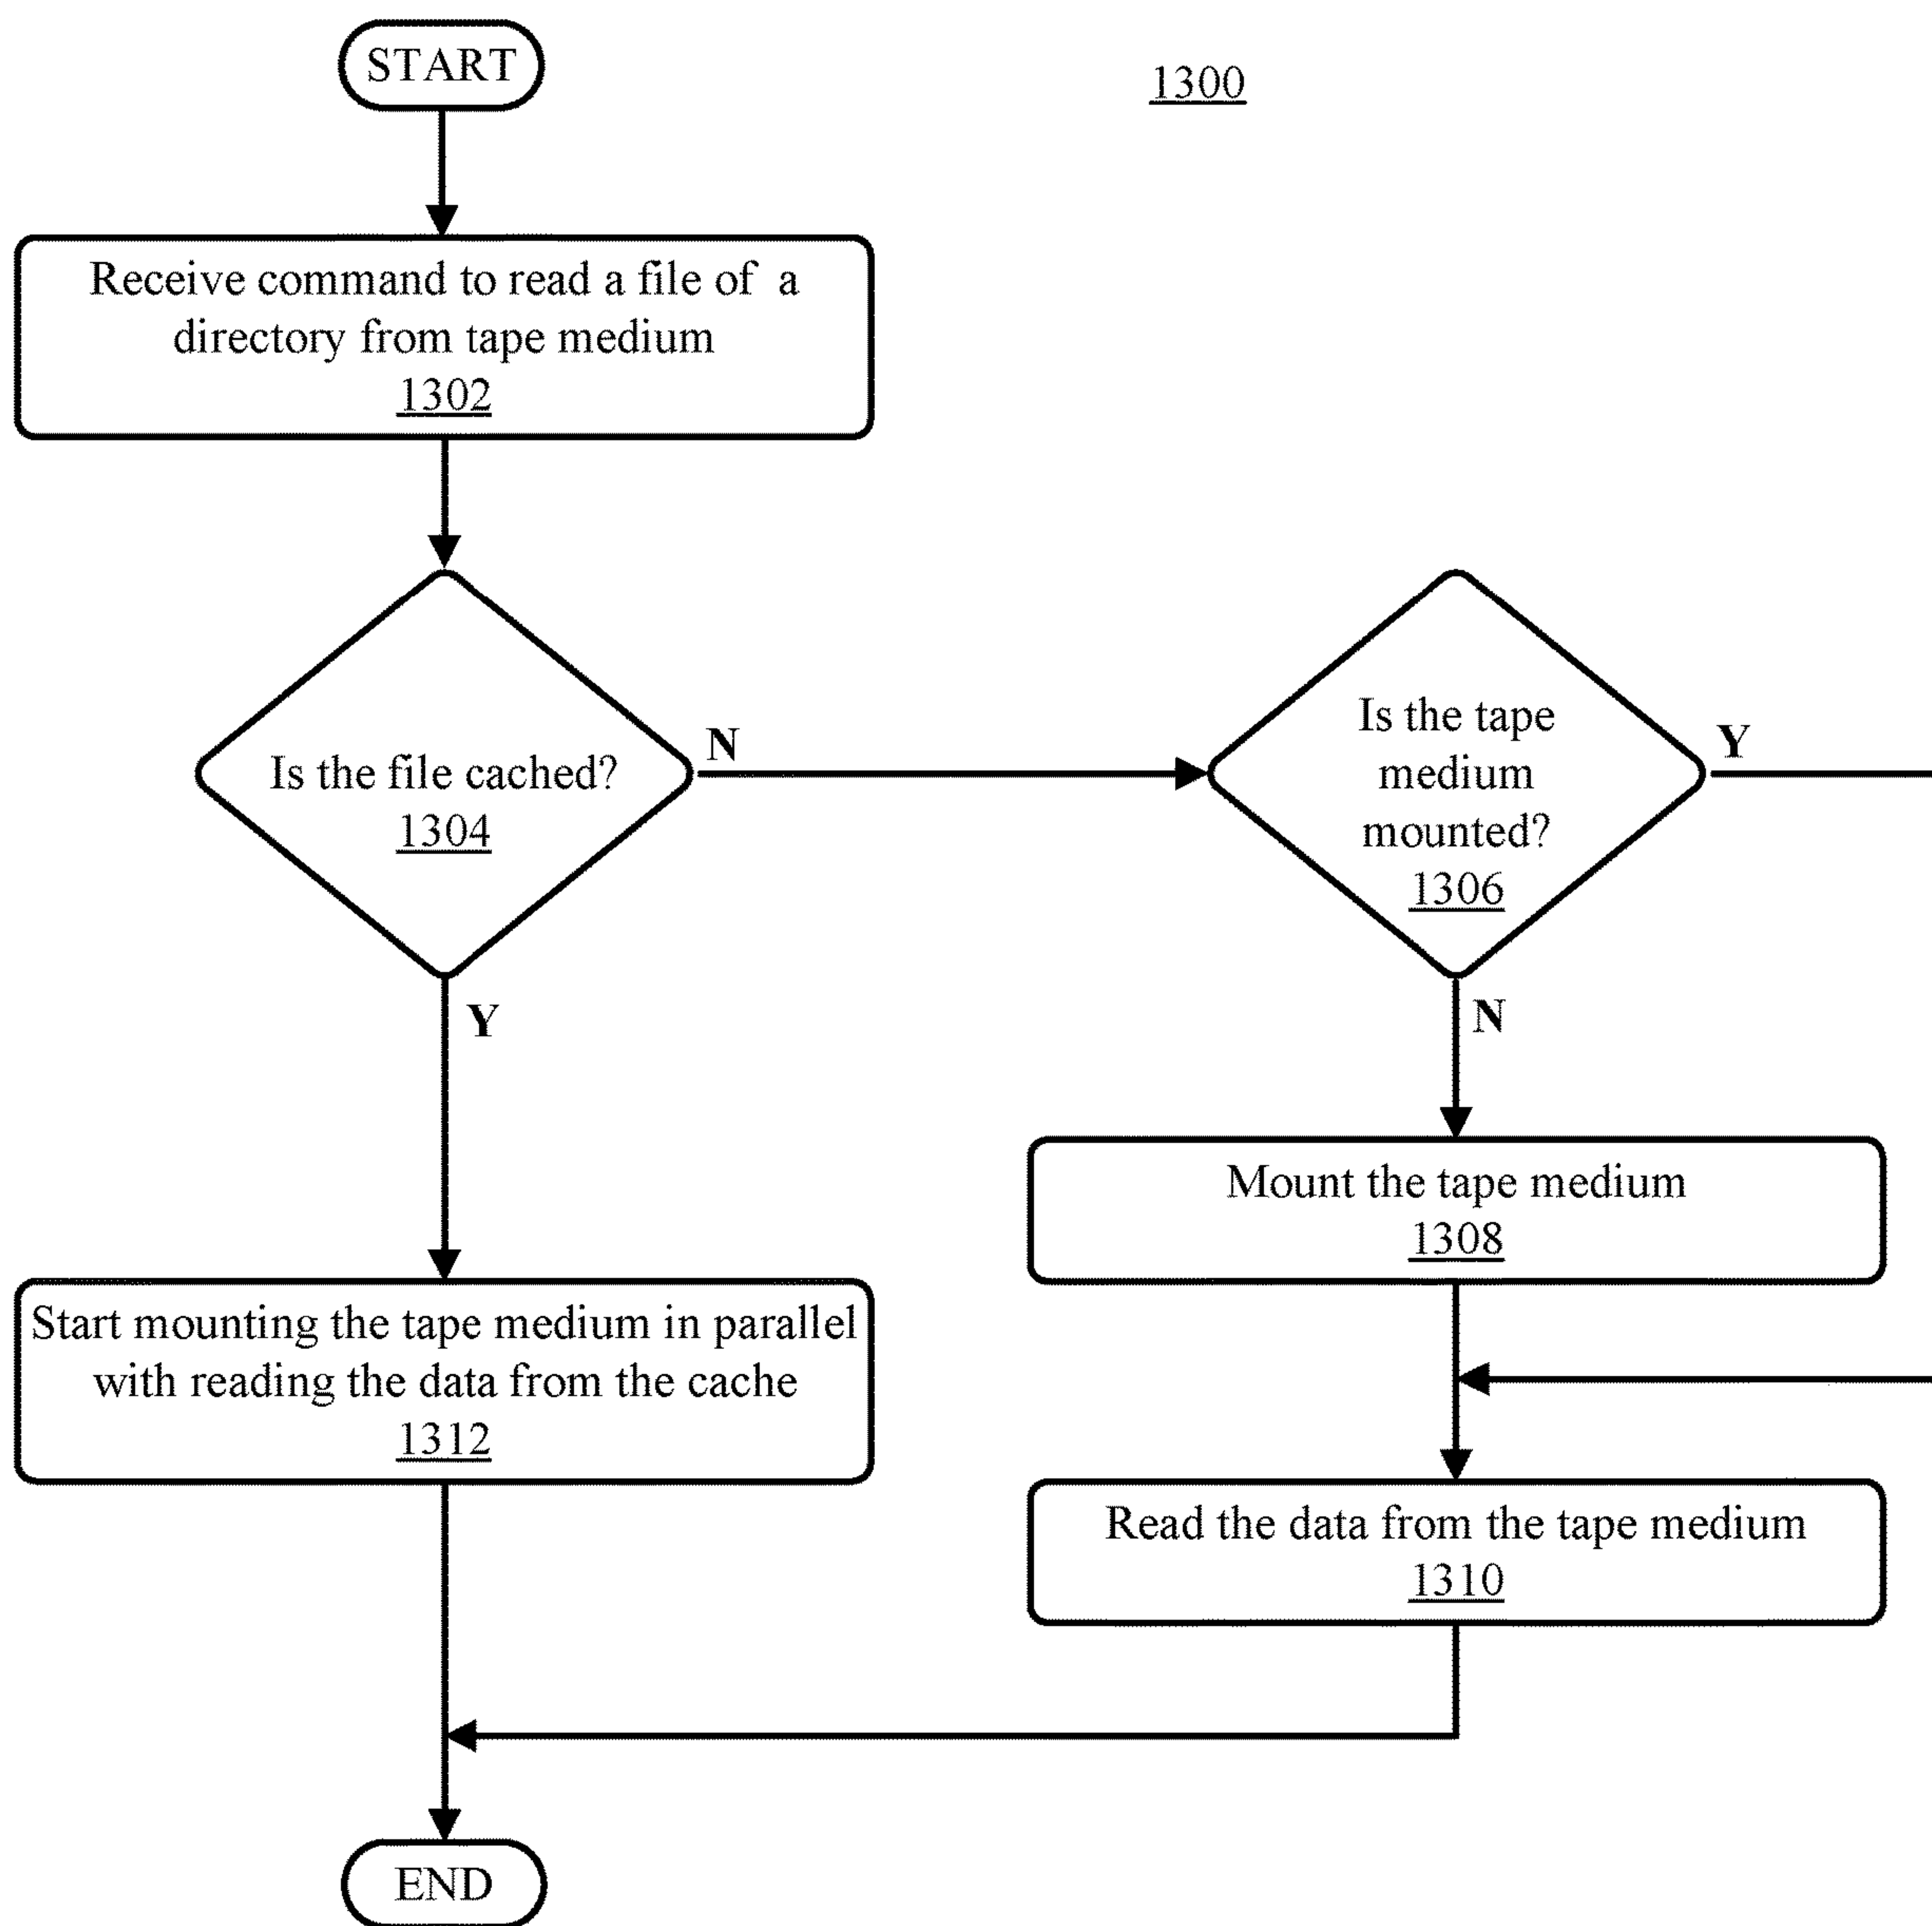 START
1300
Receive command to read a file of a
directory from tape medium
1302
Is the file cached?
1304
N
Y
Is the tape
medium
mounted?
1306
Y
N
Mount the tape medium
1308
Start mounting the tape medium in parallel
with reading the data from the cache
1312
Read the data from the tape medium
1310
END